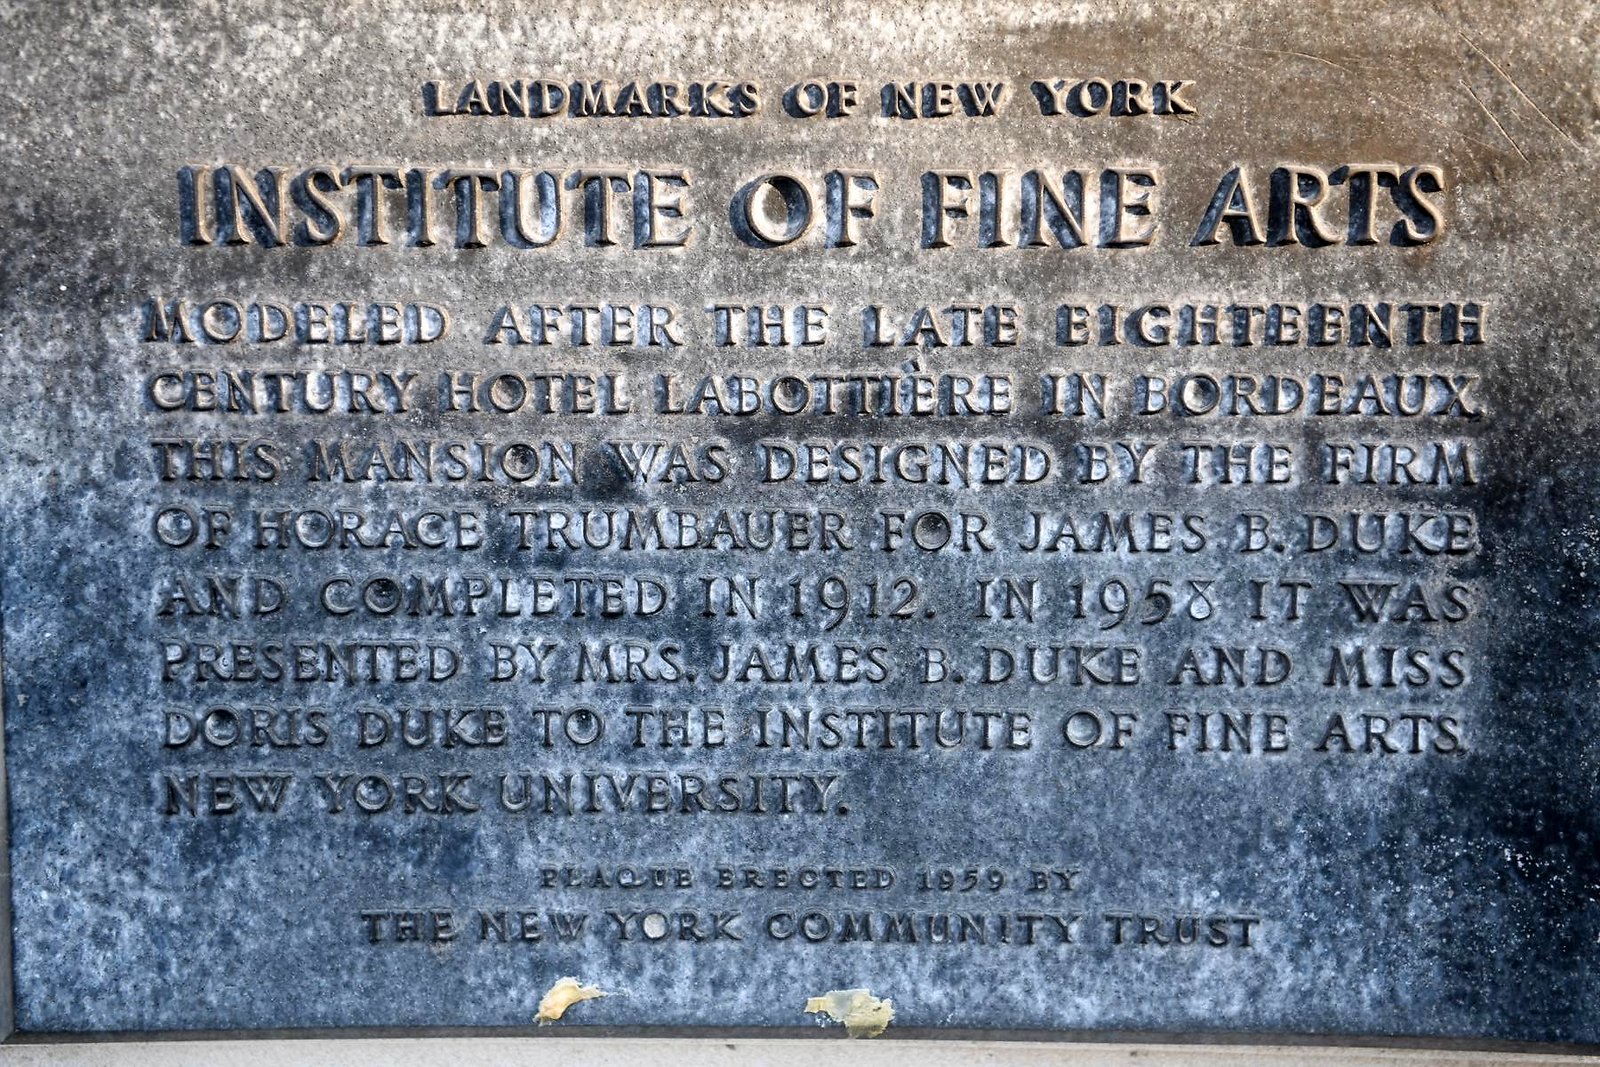 LANDMARKS OF NEW YORK
INSTITUTE OF FINE ARTS
MODELED AFTER THE LATE EIGHTEENTH
CENTURY HOTEL LABOTTIÈRE IN BORDEAUX,
THIS MANSION WAS DESIGNED BY THE FIRM
OF HORACE TRUMBAUER FOR JAMES B. DUKE
AND COMPLETED IN 1912. IN 1958 IT WAS
PRESENTED BY MRS. JAMES B. DUKE AND MISS
DORIS DUKE TO THE INSTITUTE OF FINE ARTS,
NEW YORK UNIVERSITY.
PLAQUE ERECTED 1959 BY
THE NEW YORK COMMUNITY TRUST